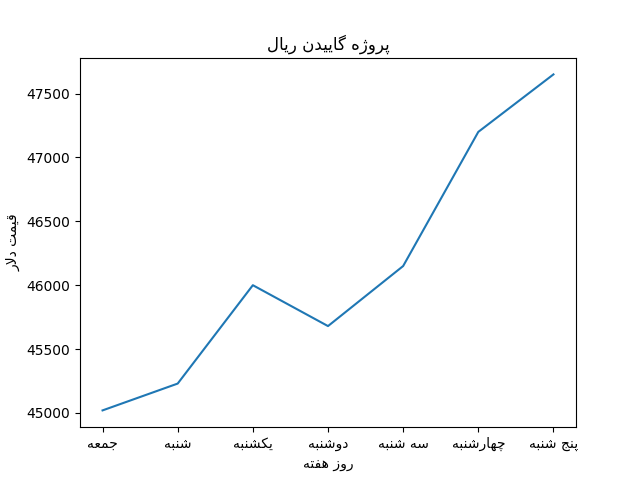 پروژه گاییدن ریال
47500
47000
46500
46000
45500
45000
قیمت دلار
جمعه شنبه یکشنبه دوشنبه سه شنبه چهارشنبه پنج شنبه
روز هفته